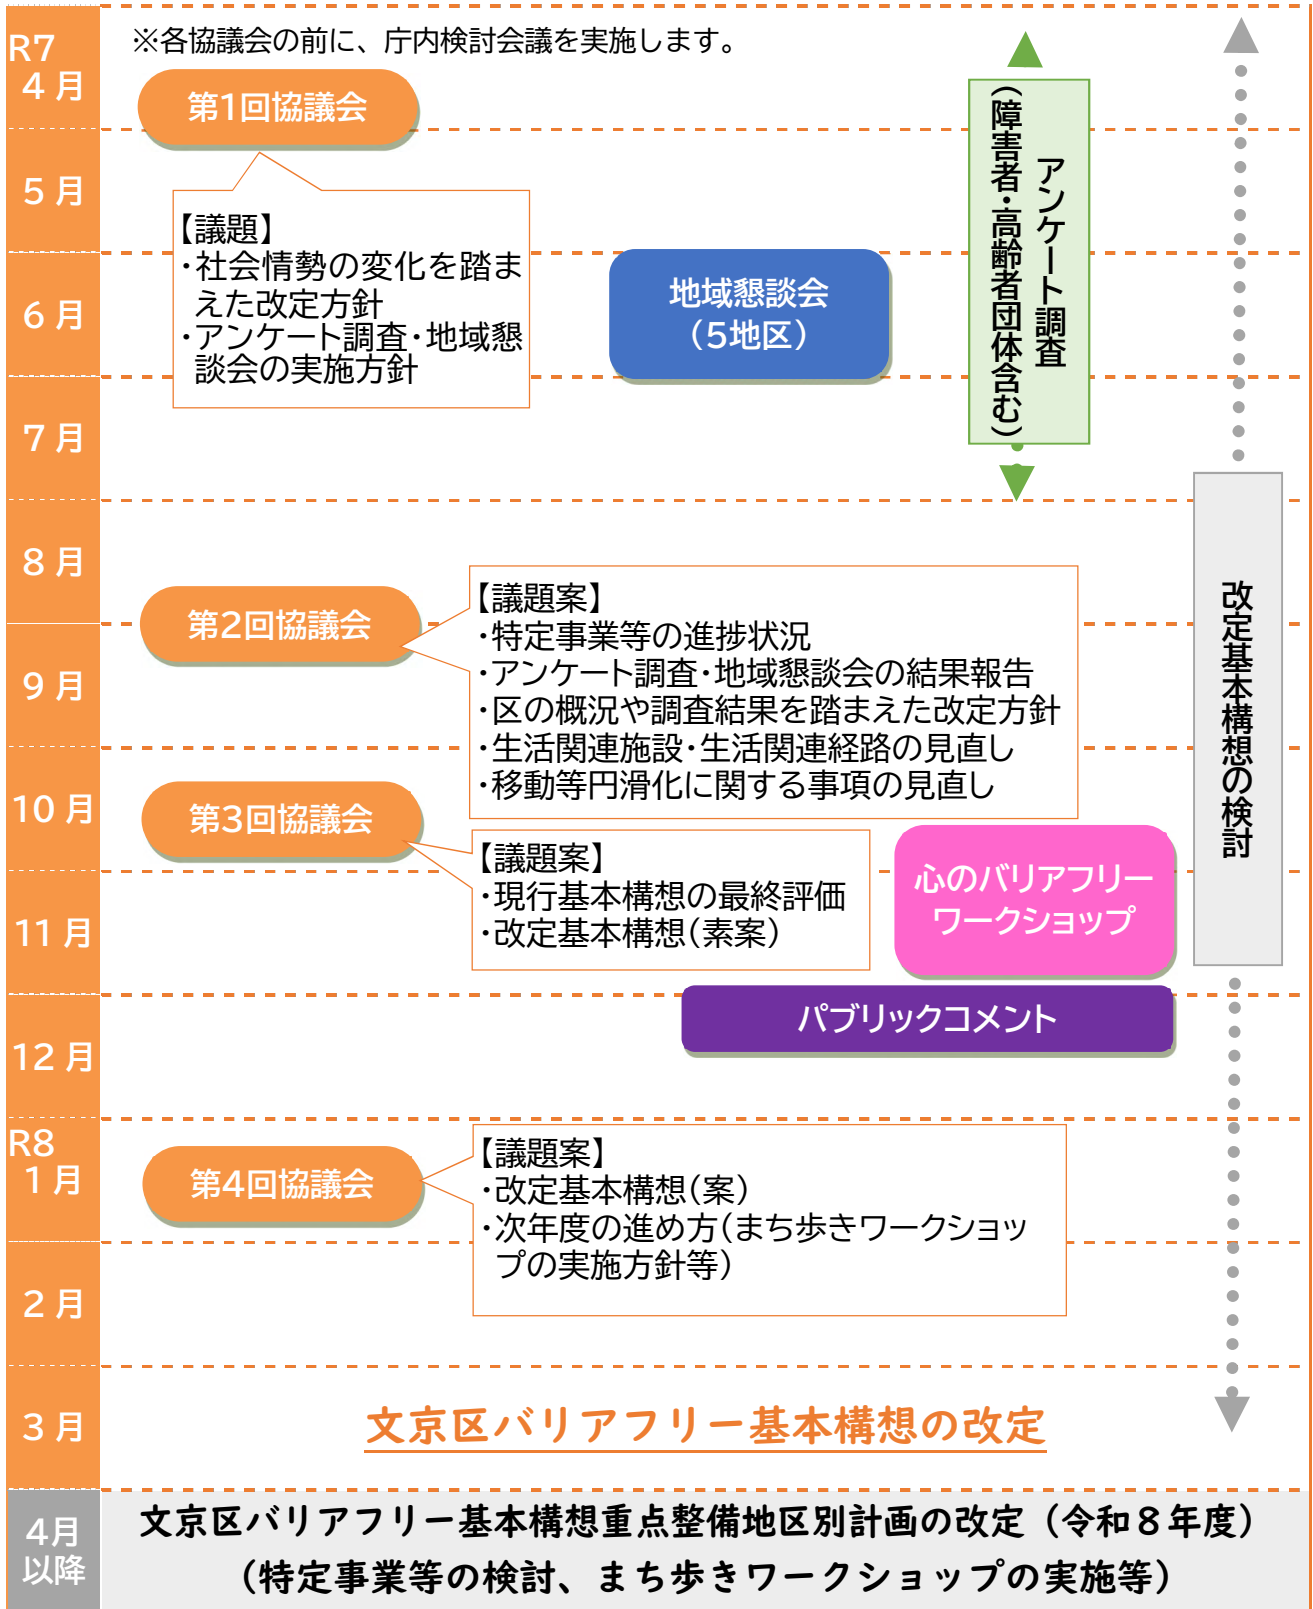 R7
4 月
※各協議会の前に、庁内検討会議を実施します。
第1回協議会
5 月
【議題】
・社会情勢の変化を踏ま
えた改定方針
・アンケート調査・地域懇
談会の実施方針
6 月
地域懇談会
（5地区）
アンケート調査
（障害者・高齢者団体含む）
7 月
8 月
第2回協議会
【議題案】
・特定事業等の進捗状況
・アンケート調査・地域懇談会の結果報告
・区の概況や調査結果を踏まえた改定方針
・生活関連施設・生活関連経路の見直し
・移動等円滑化に関する事項の見直し
改定基本構想の検討
9 月
10 月
第3回協議会
【議題案】
・現行基本構想の最終評価
・改定基本構想（素案）
心のバリアフリー
ワークショップ
11 月
パブリックコメント
12 月
R8
1 月
第4回協議会
【議題案】
・改定基本構想（案）
・次年度の進め方（まち歩きワークショッ
プの実施方針等）
2 月
3 月
文京区バリアフリー基本構想の改定
4月
以降
文京区バリアフリー基本構想重点整備地区別計画の改定（令和８年度）
（特定事業等の検討、まち歩きワークショップの実施等）